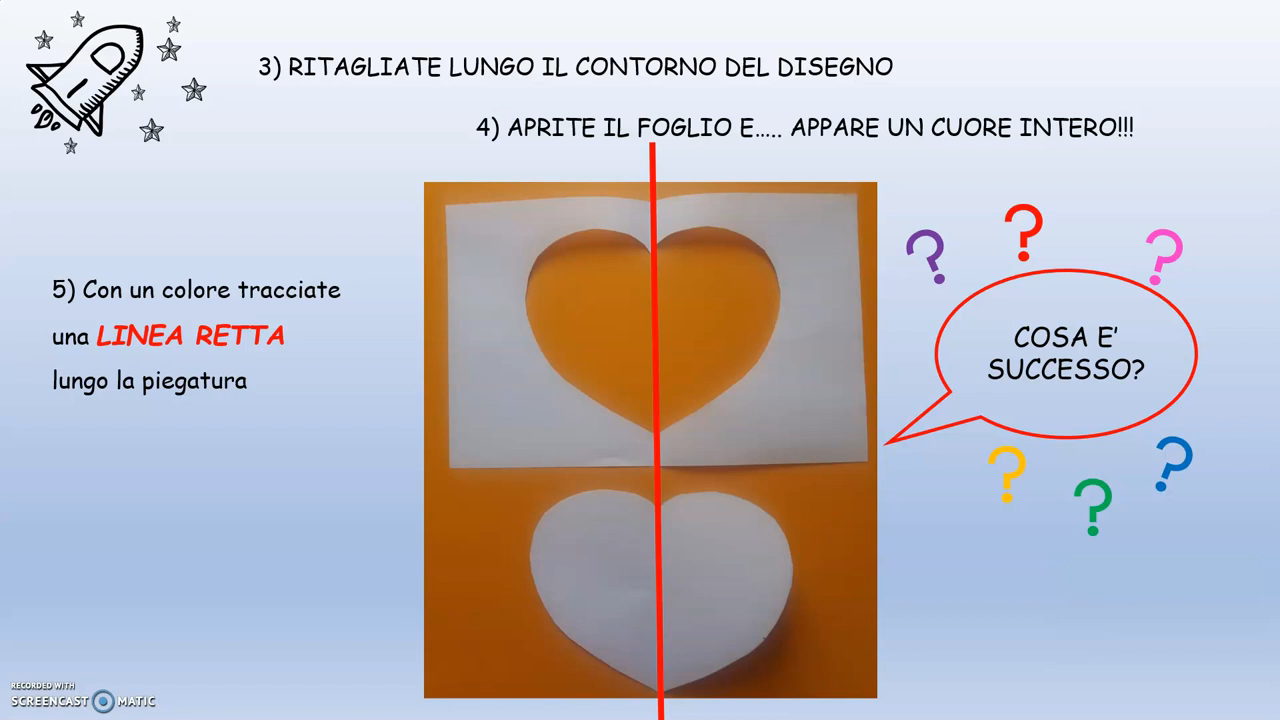 3) RITAGLIATE LUNGO IL CONTORNO DEL DISEGNO
4) APRITE IL FOGLIO E….. APPARE UN CUORE INTERO!!!
5) Con un colore tracciate
una LINEA RETTA
lungo la piegatura
? ? ?
COSA E’
SUCCESSO?
? ? ?
RECORDED WITH
SCREENCAST MATIC